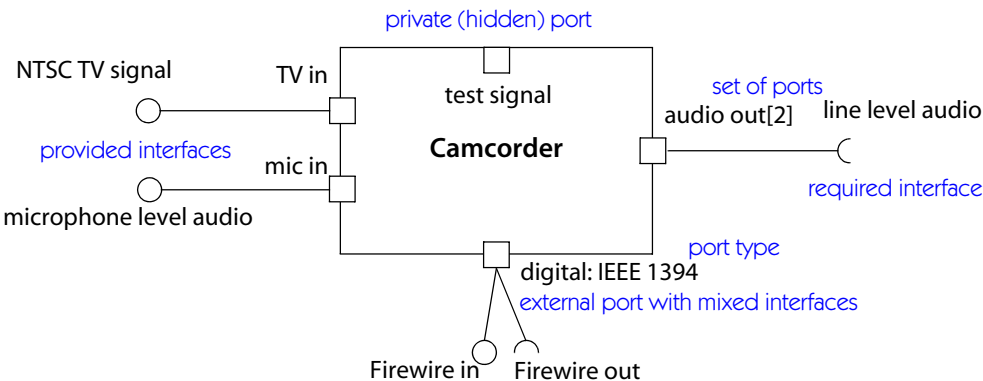 private (hidden) port
NTSC TV signal
TV in
test signal
set of ports
audio out[2]
line level audio
provided interfaces
Camcorder
mic in
required interface
microphone level audio
port type
digital: IEEE 1394
external port with mixed interfaces
Firewire in
Firewire out